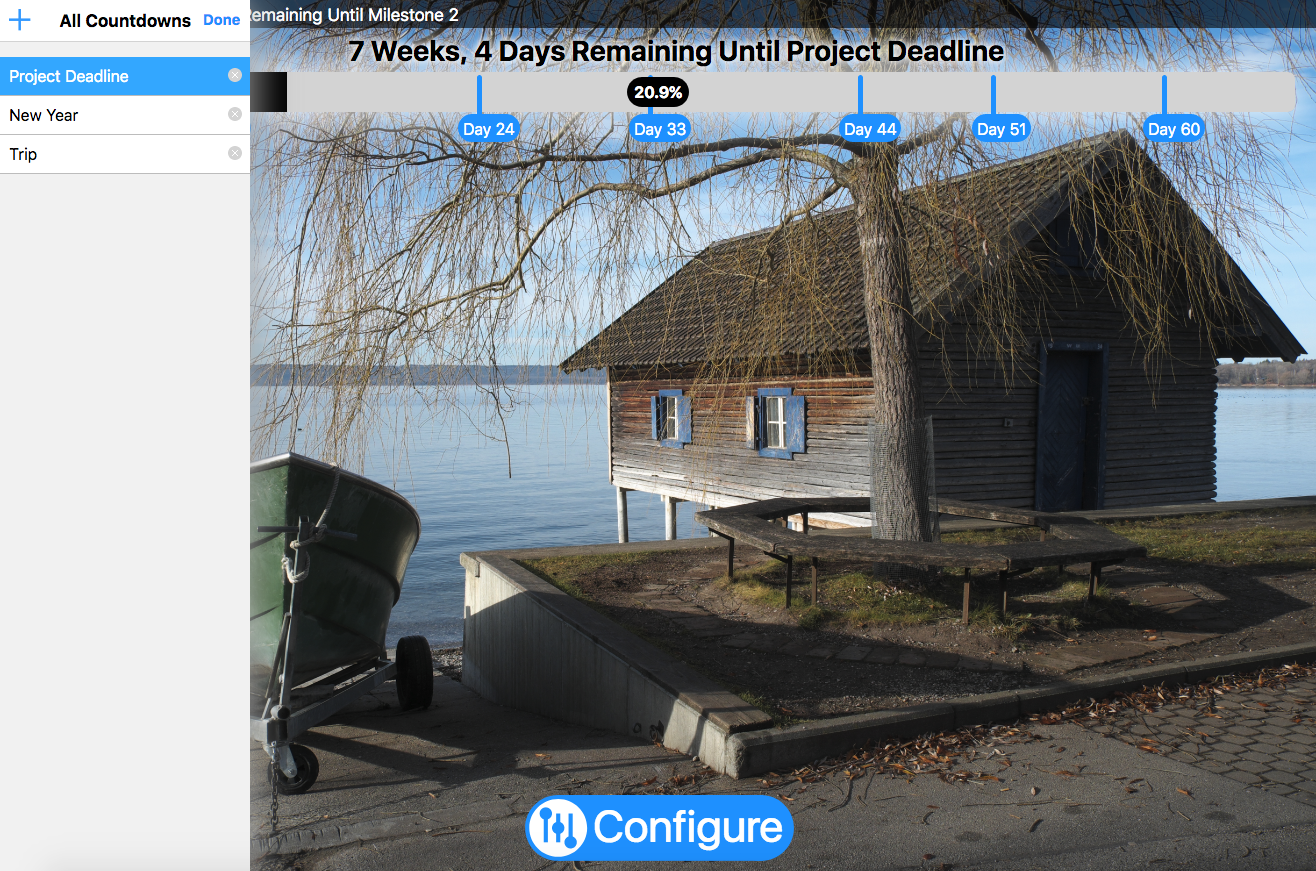 All Countdowns
Done
Project Deadline
New Year
Trip
emaining Until Milestone 2
7 Weeks, 4 Days Remaining Until Project Deadline
20.9%
Day 24
Day 33
Day 44
Day 51
Day 60
Configure